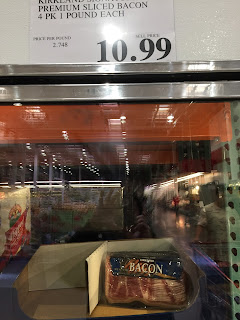 KIRKLAND SIGNATURE
PREMIUM SLICED BACON
4 PK 1 POUND EACH
PRICE PER POUND
2.748
SELL PRICE
10.99
BACON